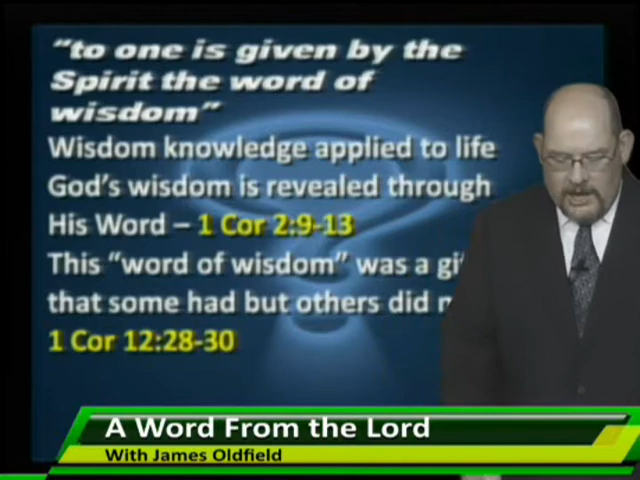 "to one is given by the
Spirit the word of
wisdom"
Wisdom knowledge applied to life
God's wisdom is revealed through
His Word – 1 Cor 2:9-13
This "word of wisdom" was a
that some had but others did
1 Cor 12:28-30
A Word From the Lord
With James Oldfield